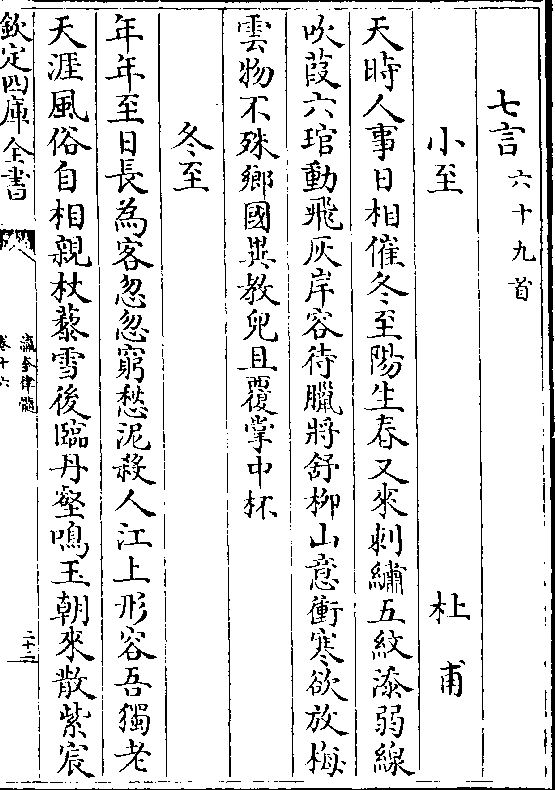 七言六十九首
小至 杜甫
天時人事日相催冬至陽生春又來刺繡五紋添弱線
吹葭六琯動飛灰岸容待臘將舒柳山意衝寒欲放梅
雲物不殊鄉國異教兒且覆掌中杯
冬至
年年至日長為客忽忽窮愁泥殺人江上形容吾獨老
天涯風俗自相親杖藜雪後臨丹壑鳴玉朝來散紫宸
欽定四庫全書
瀛奎律髓
卷十六
二十二